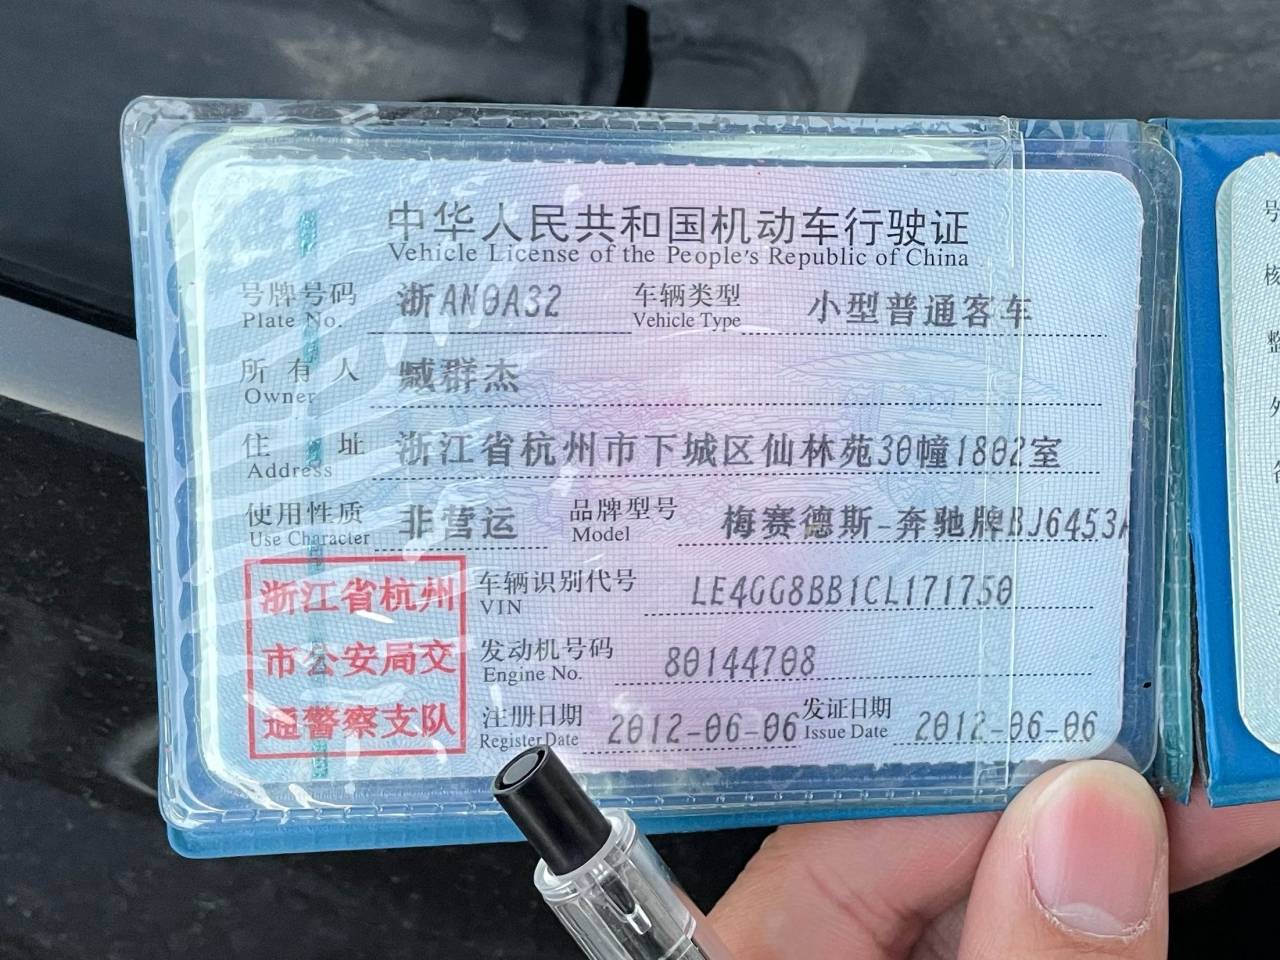 中华人民共和国机动车行驶证
Vehicle License of the People's Republic of China
号牌号码 浙AN0A32 车辆类型 小型普通客车
Plate No. Vehicle Type
所有人 臧群杰
Owner
住址 浙江省杭州市下城区仙林苑30幢1802室
Address
使用性质 非营运 品牌型号 梅赛德斯-奔驰牌BJ6453
Use Character Model
浙江省杭州
市公安局交
通警察支队
车辆识别代号 LE4GG8BB1CL171750
VIN
发动机号码 80144708
Engine No.
注册日期 2012-06-06 发证日期 2012-06-06
Register Date Issue Date
号
核
整
外